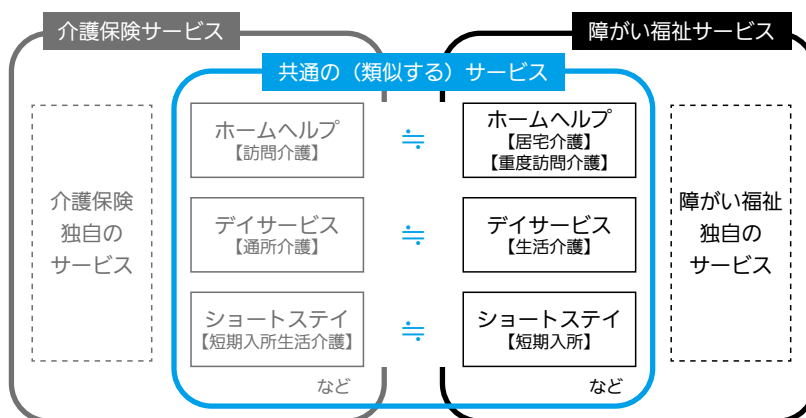 介護保険サービス
障がい福祉サービス
共通の（類似する）サービス
介護保険
独自の
サービス
ホームヘルプ
【訪問介護】
≒
ホームヘルプ
【居宅介護】
【重度訪問介護】
デイサービス
【通所介護】
≒
デイサービス
【生活介護】
ショートステイ
【短期入所生活介護】
≒
ショートステイ
【短期入所】
など
など
障がい福祉
独自の
サービス